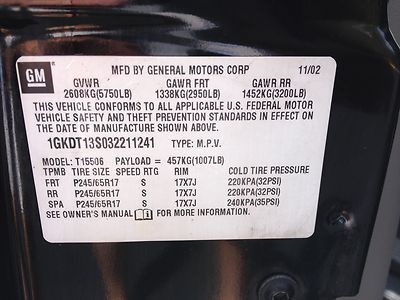 GM
MFD BY GENERAL MOTORS CORP 11/02
GVWR GAWR FRT GAWR RR
2608KG(5750LB) 1338KG(2950LB) 1452KG(3200LB)
THIS VEHICLE CONFORMS TO ALL APPLICABLE U.S. FEDERAL MOTOR
VEHICLE SAFETY AND THEFT PREVENTION STANDARDS IN EFFECT ON
THE DATE OF MANUFACTURE SHOWN ABOVE.
1GKDT13S032211241 TYPE: M.P.V.
MODEL: T15506 PAYLOAD = 457KG(1007LB)
TPMB TIRE SIZE SPEED RTG RIM COLD TIRE PRESSURE
FRT P245/65R17 S 17X7J 220KPA(32PSI)
RR P245/65R17 S 17X7J 220KPA(32PSI)
SPA P245/65R17 S 17X7J 240KPA(35PSI)
SEE OWNER'S MANUAL FOR MORE INFORMATION.